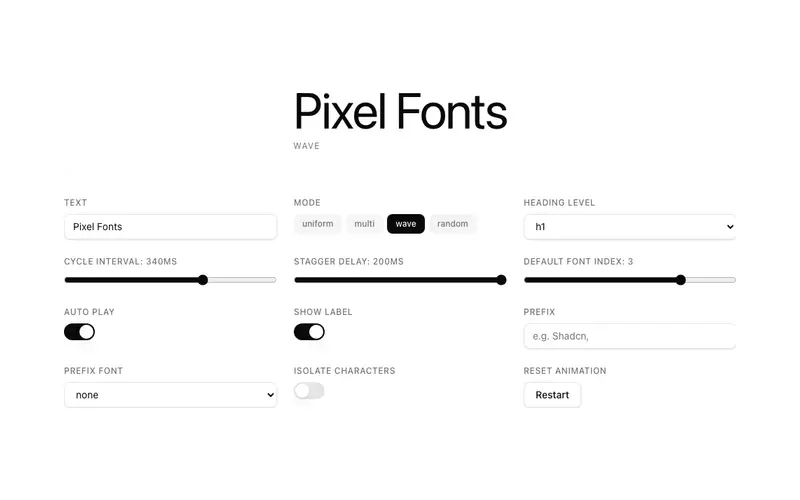 Pixel Fonts
WAVE
TEXT
MODE
HEADING LEVEL
Pixel Fonts
uniform multi wave random
h1
CYCLE INTERVAL: 340MS
STAGGER DELAY: 200MS
DEFAULT FONT INDEX: 3
AUTO PLAY
SHOW LABEL
PREFIX
e.g. Shadcn,
PREFIX FONT
ISOLATE CHARACTERS
RESET ANIMATION
none
Restart